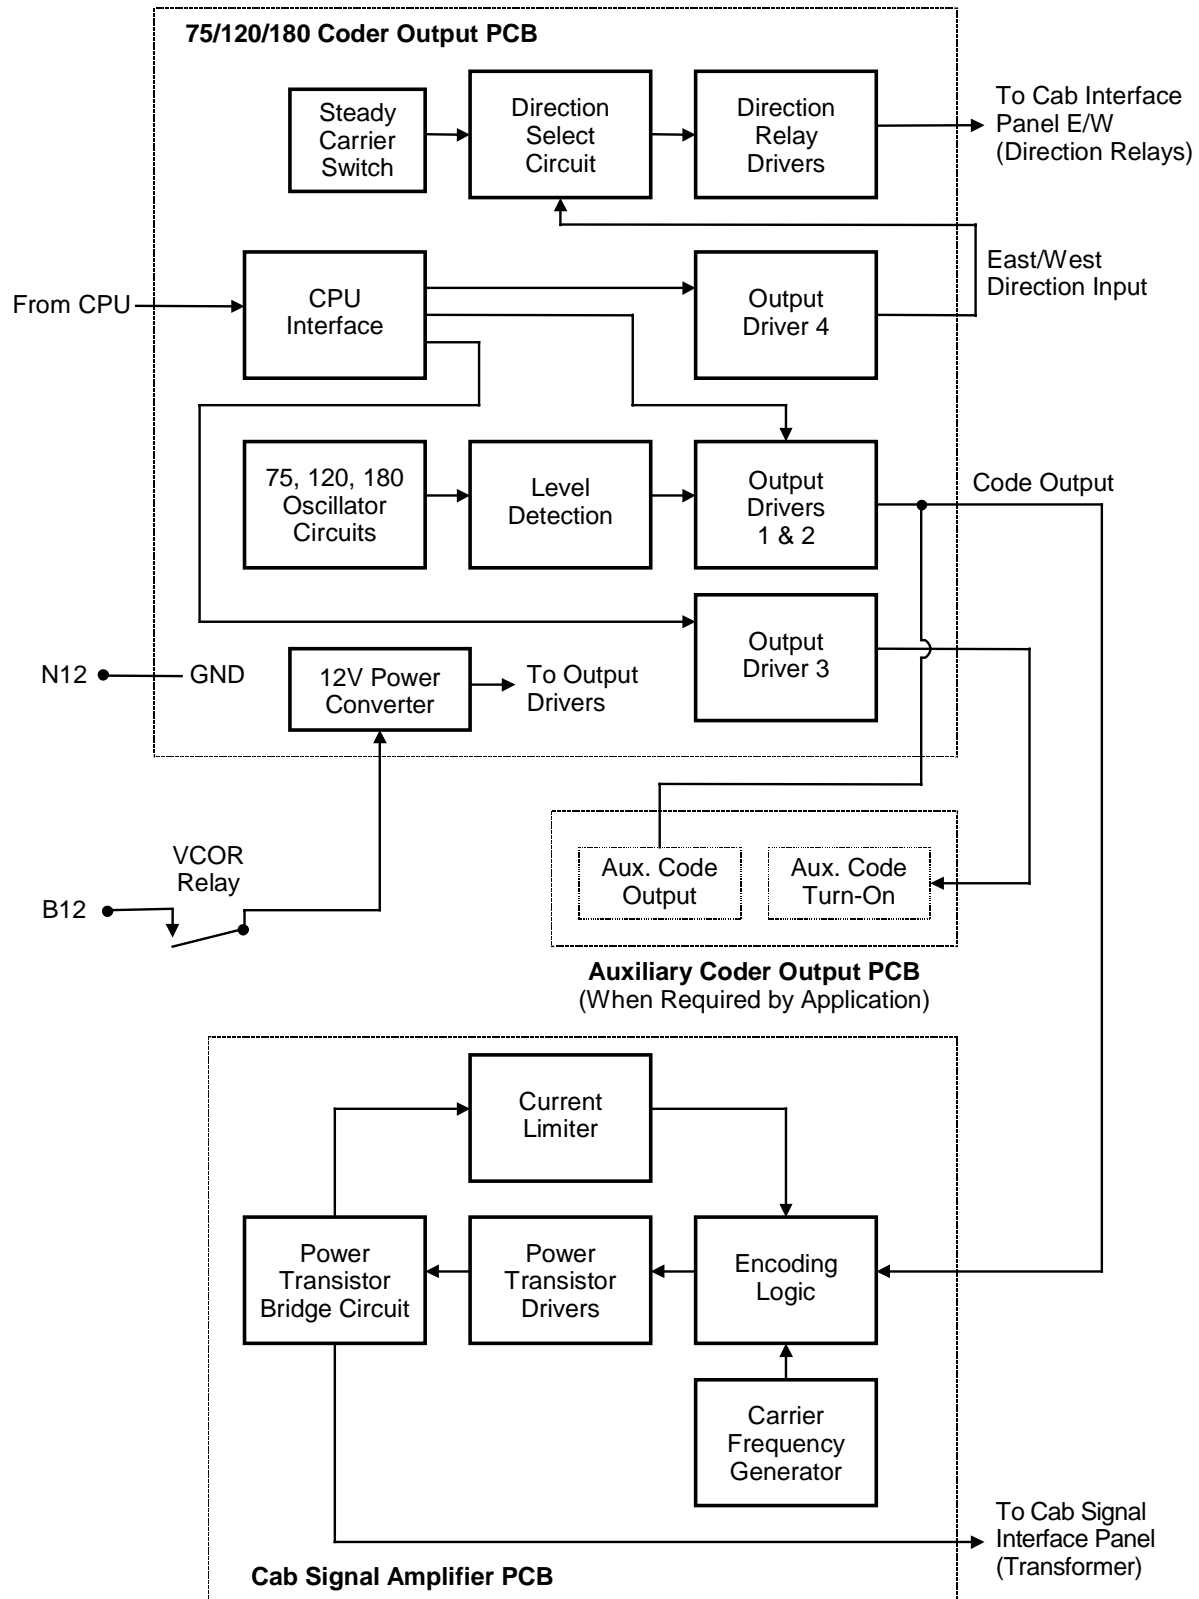 75/120/180 Coder Output PCB
Steady
Carrier
Switch
Direction
Select
Circuit
Direction
Relay
Drivers
To Cab Interface
Panel E/W
(Direction Relays)
From CPU
CPU
Interface
Output
Driver 4
East/West
Direction Input
75, 120, 180
Oscillator
Circuits
Level
Detection
Output
Drivers
1 & 2
Code Output
Output
Driver 3
N12
GND
12V Power
Converter
To Output
Drivers
VCOR
Relay
B12
Aux. Code
Output
Aux. Code
Turn-On
Auxiliary Coder Output PCB
(When Required by Application)
Current
Limiter
Power
Transistor
Bridge Circuit
Power
Transistor
Drivers
Encoding
Logic
Carrier
Frequency
Generator
To Cab Signal
Interface Panel
(Transformer)
Cab Signal Amplifier PCB